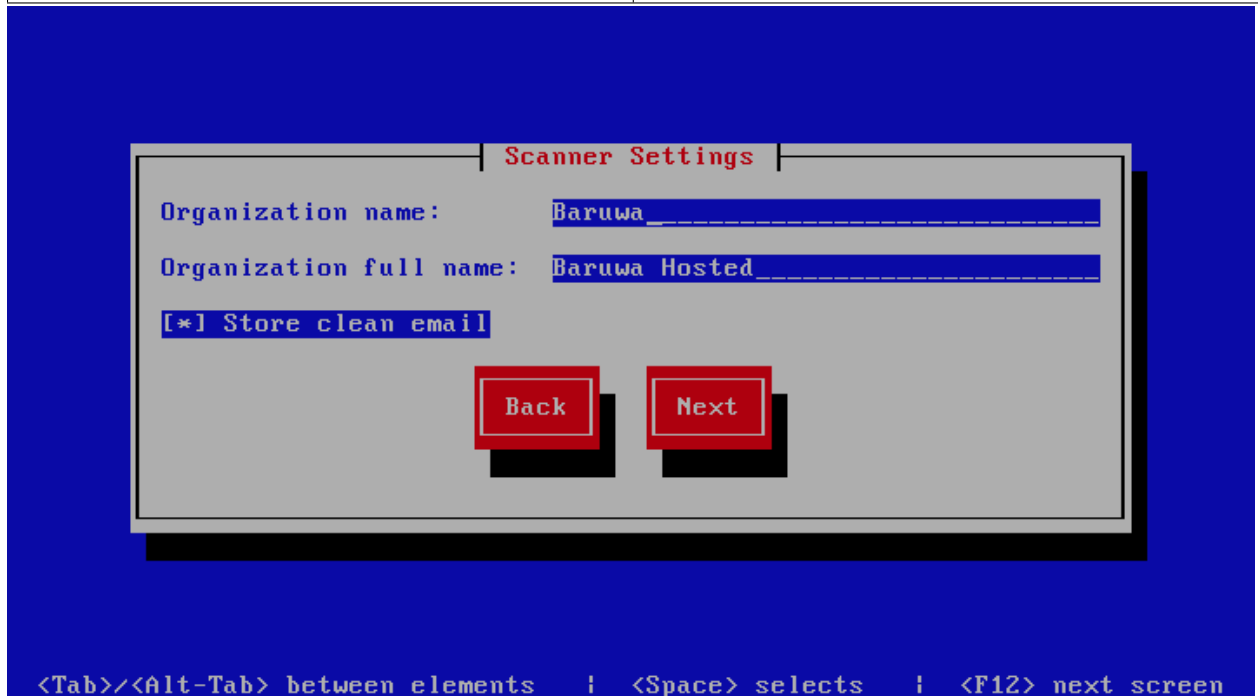 Scanner Settings
Organization name: Baruwa
Organization full name: Baruwa Hosted
[*] Store clean email
Back Next
<Tab>/<Alt-Tab> between elements | <Space> selects | <F12> next screen